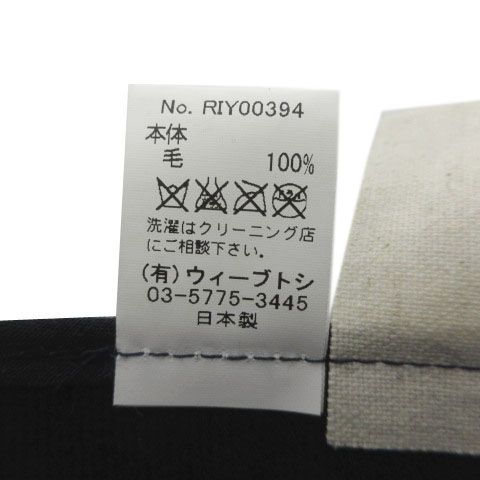 No. RIY00394
本体
毛 100%
洗濯はクリーニング店
にご相談下さい。
(有)ウィーブトシ
03-5775-3445
日本製